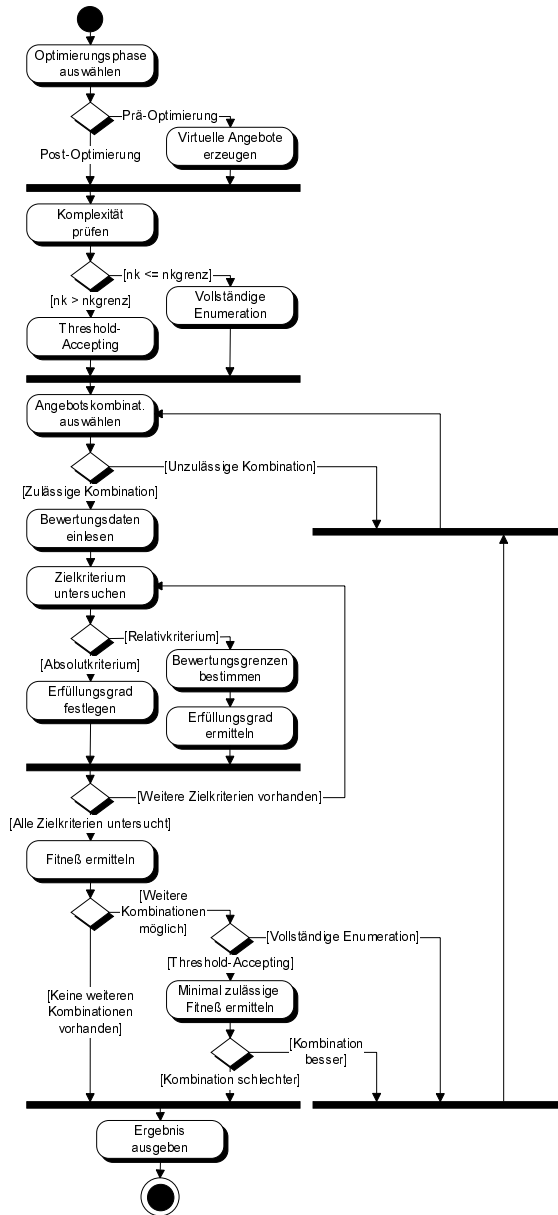 Optimierungsphase
auswählen
Prä-Optimierung
Virtuelle Angebote
erzeugen
Post-Optimierung
Komplexität
prüfen
[nk <= nkgrenz]
[nk > nkgrenz]
Vollständige
Enumeration
Threshold-
Accepting
Angebotskombinat.
auswählen
[Unzulässige Kombination]
[Zulässige Kombination]
Bewertungsdaten
einlesen
Zielkriterium
untersuchen
[Relativkriterium]
[Absolutkriterium]
Bewertungsgrenzen
bestimmen
Erfüllungsgrad
festlegen
Erfüllungsgrad
ermitteln
[Weitere Zielkriterien vorhanden]
[Alle Zielkriterien untersucht]
Fitneß ermitteln
[Weitere
Kombinationen
möglich]
[Vollständige Enumeration]
[Threshold-Accepting]
[Keine weiteren
Kombinationen
vorhanden]
Minimal zulässige
Fitneß ermitteln
[Kombination
besser]
[Kombination schlechter]
Ergebnis
ausgeben